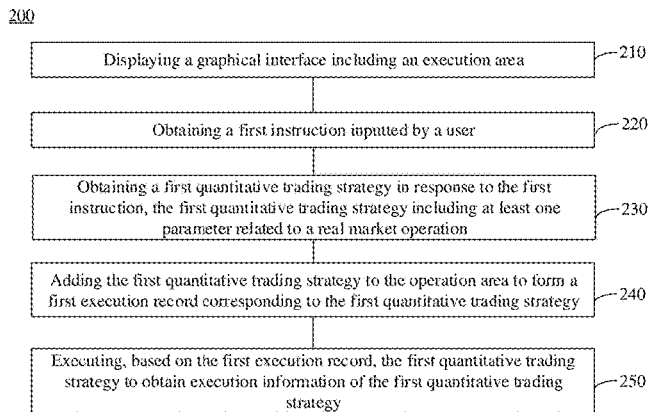 200
Displaying a graphical interface including an execution area
210
Obtaining a first instruction inputted by a user
220
Obtaining a first quantitative trading strategy in response to the first
instruction, the first quantitative trading strategy including at least one
parameter related to a real market operation
230
Adding the first quantitative trading strategy to the operation area to form a
first execution record corresponding to the first quantitative trading strategy
240
Executing, based on the first execution record, the first quantitative trading
strategy to obtain execution information of the first quantitative trading
strategy
250